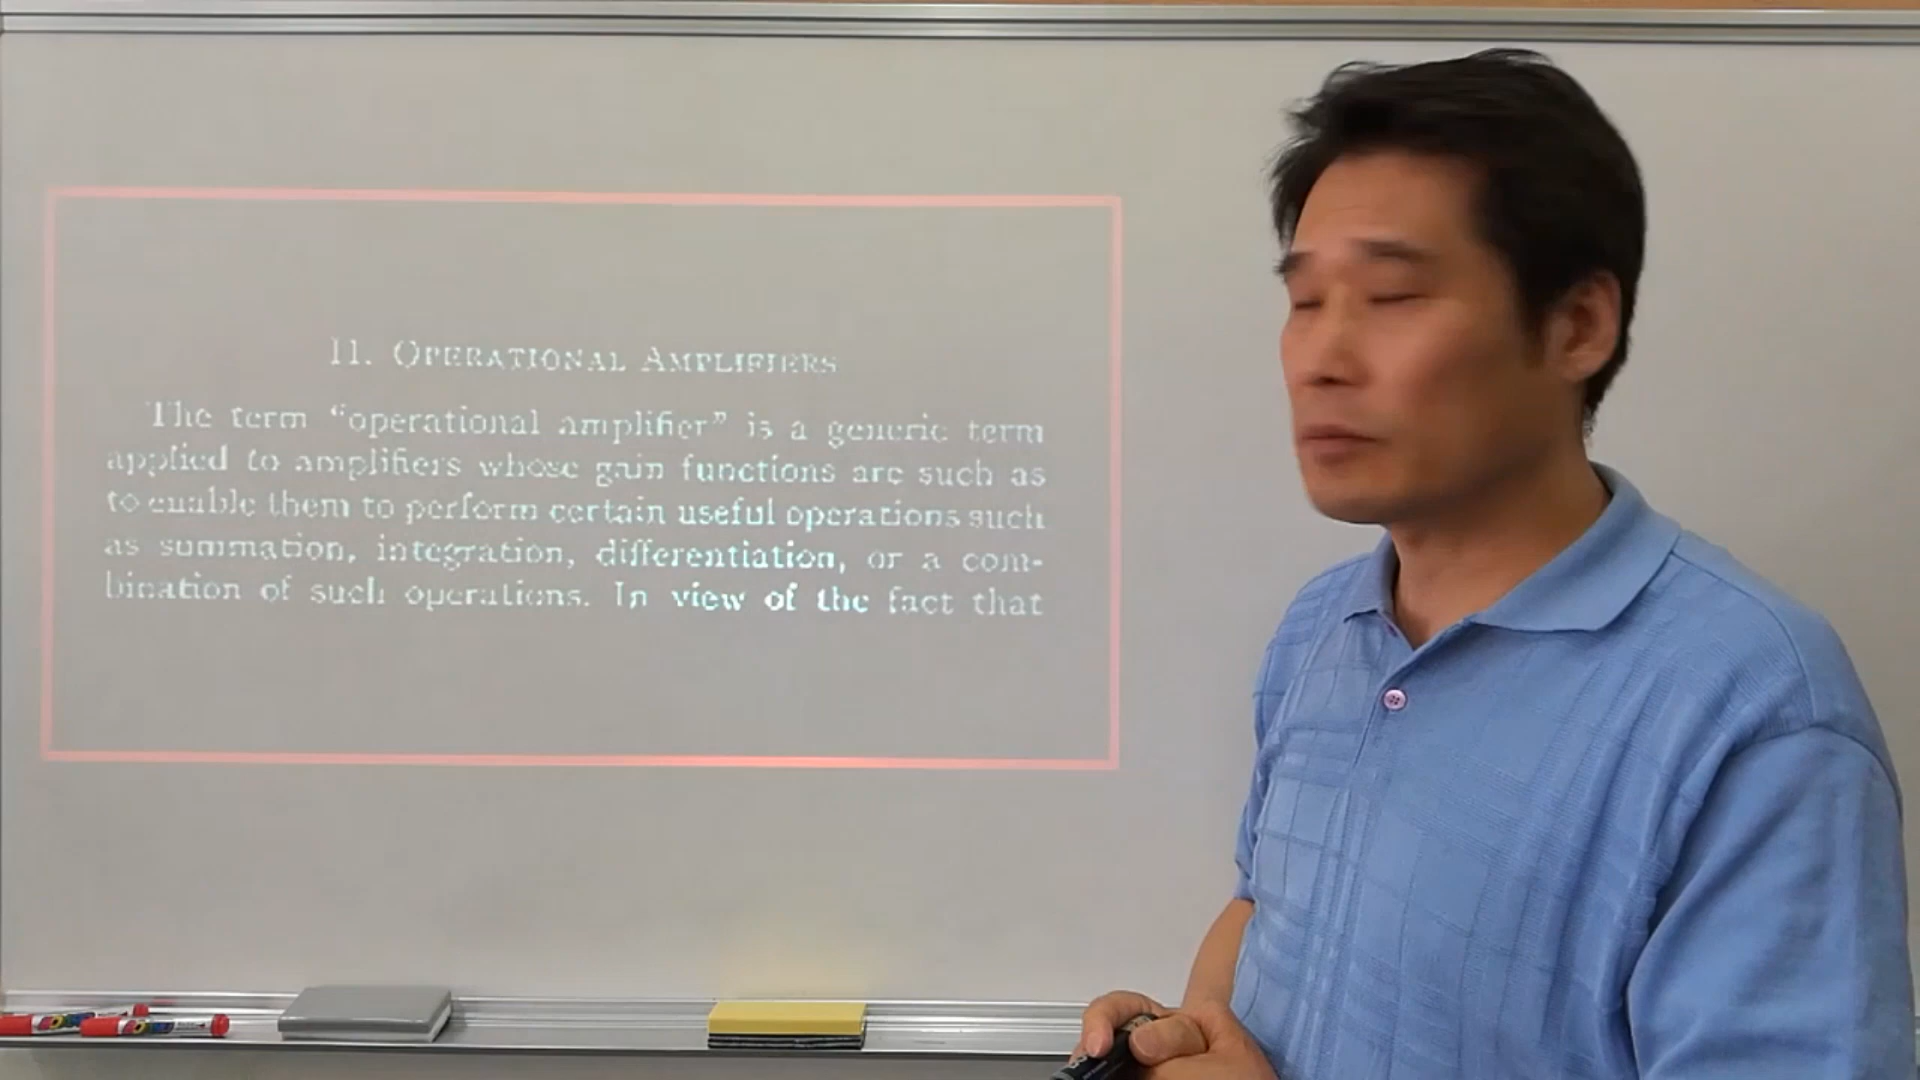 11. OPERATIONAL AMPLIFIERS
The term “operational amplifier” is a generic term
applied to amplifiers whose gain functions are such as
to enable them to perform certain useful operations such
as summation, integration, differentiation, or a com-
bination of such operations. In view of the fact that